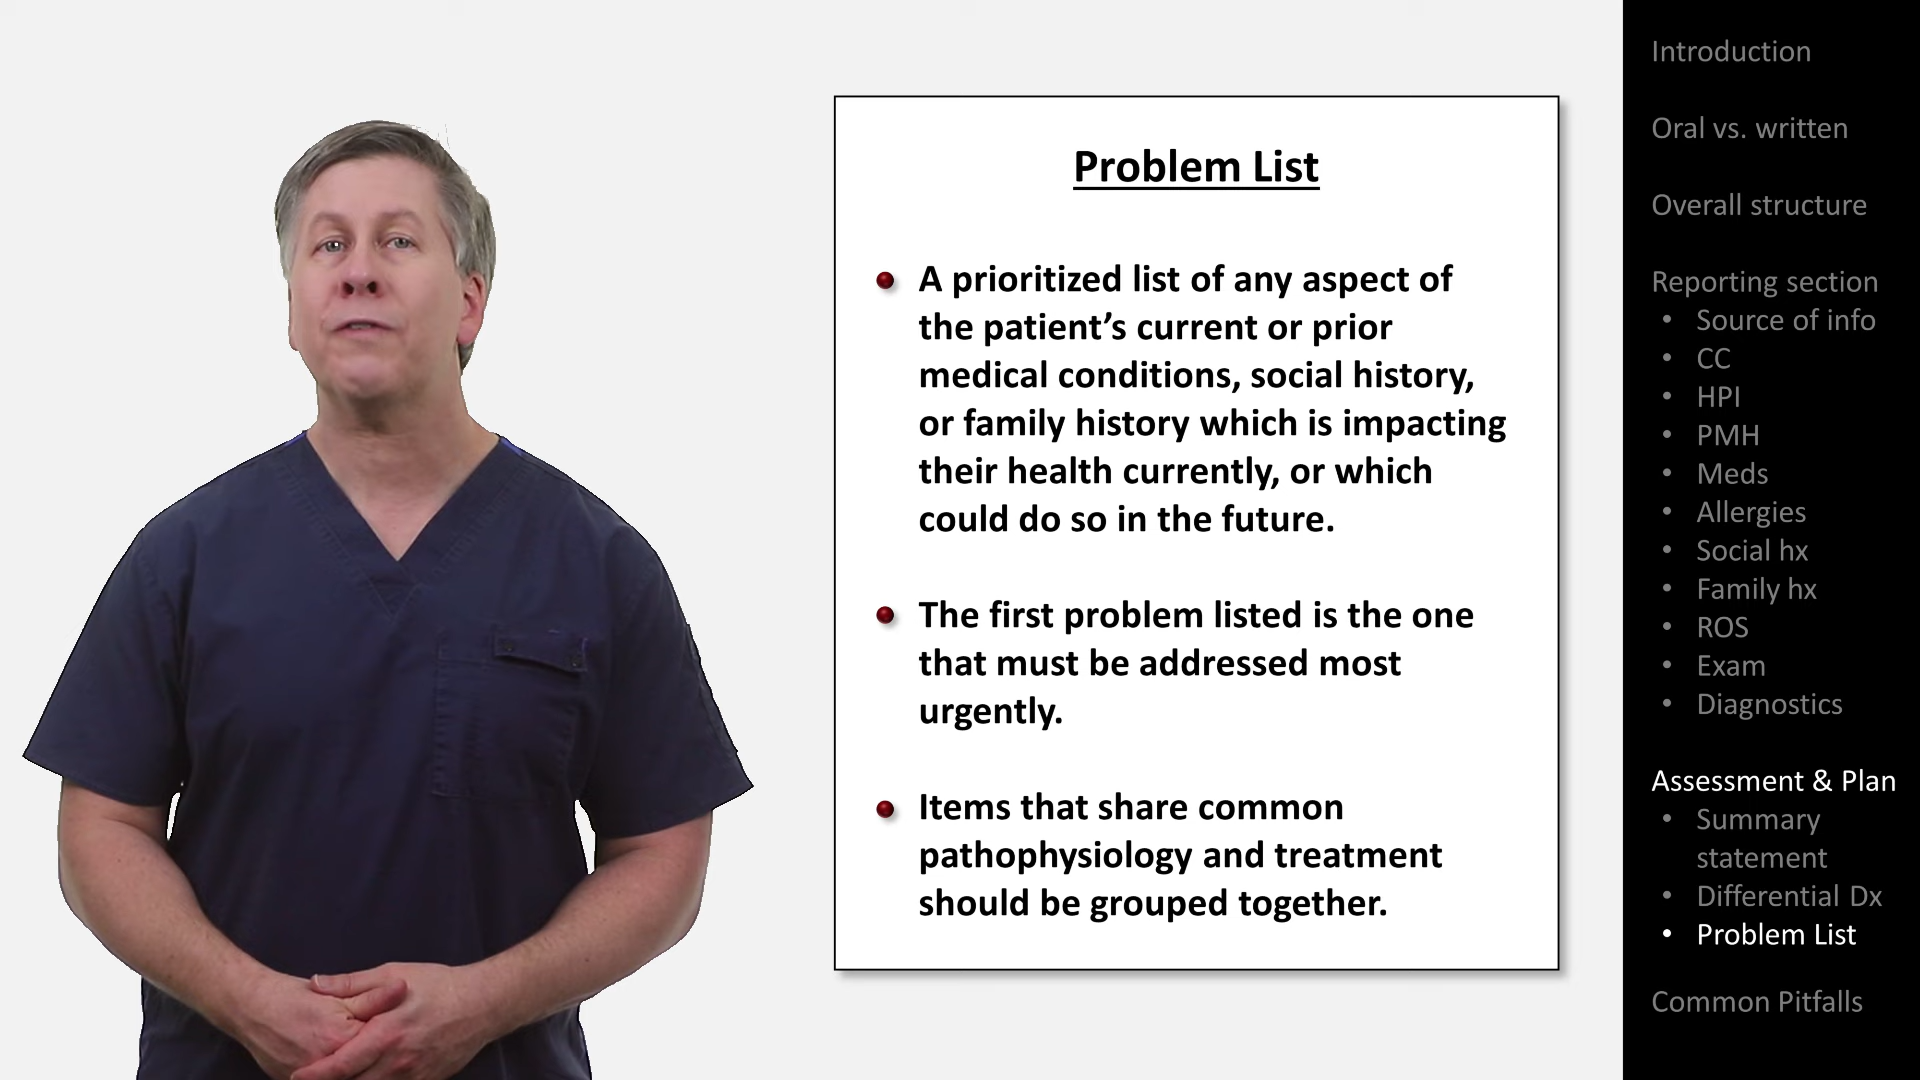 Problem List
A prioritized list of any aspect of
the patient’s current or prior
medical conditions, social history,
or family history which is impacting
their health currently, or which
could do so in the future.
The first problem listed is the one
that must be addressed most
urgently.
Items that share common
pathophysiology and treatment
should be grouped together.
Introduction
Oral vs. written
Overall structure
Reporting section
• Source of info
• CC
• HPI
• PMH
• Meds
• Allergies
• Social hx
• Family hx
• ROS
• Exam
• Diagnostics
Assessment & Plan
• Summary
statement
• Differential Dx
• Problem List
Common Pitfalls